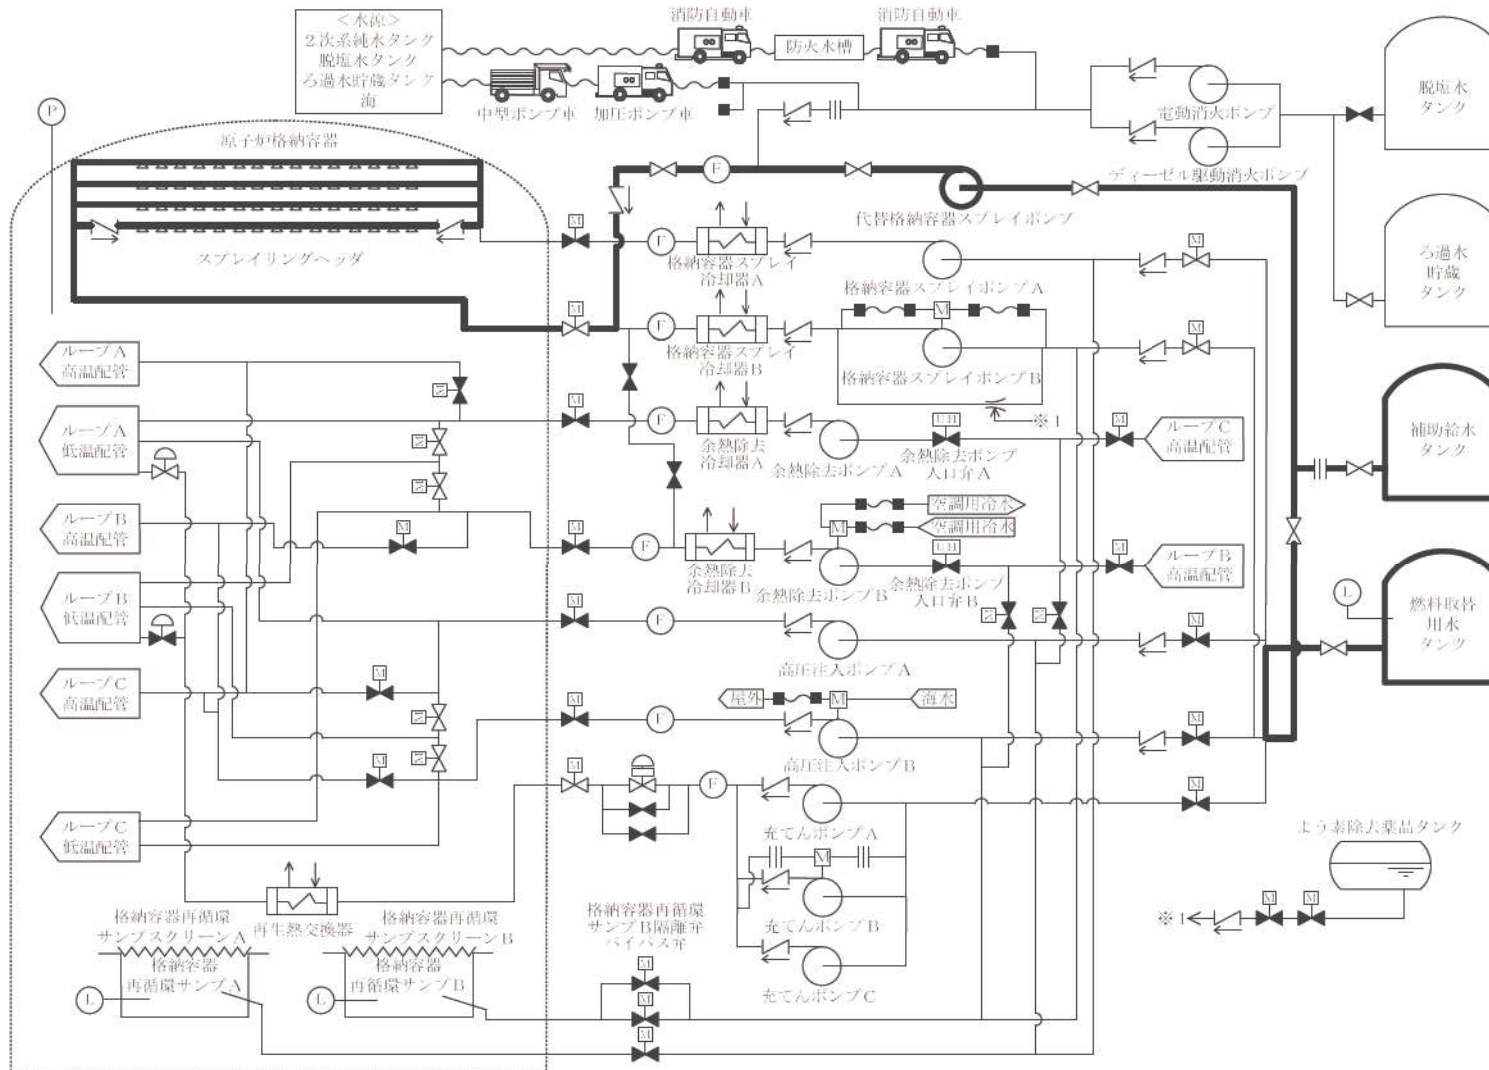 <水源>
2次系純水タンク
脱塩水タンク
ろ過水貯蔵タンク
海
消防自動車
消防自動車
防火水槽
中型ポンプ車
加圧ポンプ車
電動消火ポンプ
ディーゼル駆動消火ポンプ
脱塩水
タンク
P
原子炉格納容器
F
代替格納容器スプレイポンプ
スプレイリングヘッダ
M
F
格納容器スプレイ
冷却器A
格納容器スプレイポンプA
M
ろ過水
貯蔵
タンク
M
F
格納容器スプレイ
冷却器B
M
格納容器スプレイポンプB
M
※1
ループA
高温配管
M
ループA
低温配管
M
M
M
F
余熱除去
冷却器A
余熱除去ポンプA
UH
余熱除去ポンプ
入口弁A
M
ループC
高温配管
補助給水
タンク
ループB
高温配管
M
M
F
余熱除去
冷却器B
空調用冷水
空調用冷水
M
余熱除去ポンプB
UH
余熱除去ポンプ
入口弁B
M
ループB
高温配管
ループB
低温配管
M
F
高圧注入ポンプA
M
M
M
L
燃料取替
用水
タンク
ループC
高温配管
M
M
M
M
M
F
屋外
M
海水
高圧注入ポンプB
M
ループC
低温配管
M
F
充てんポンプA
M
M
充てんポンプB
充てんポンプC
よう素除去薬品タンク
※1
M
M
再生熱交換器
格納容器再循環
サンプスクリーンA
格納容器
再循環サンプA
L
格納容器再循環
サンプスクリーンB
格納容器
再循環サンプB
L
格納容器再循環
サンプB隔離弁
バイパス弁
M
M
M